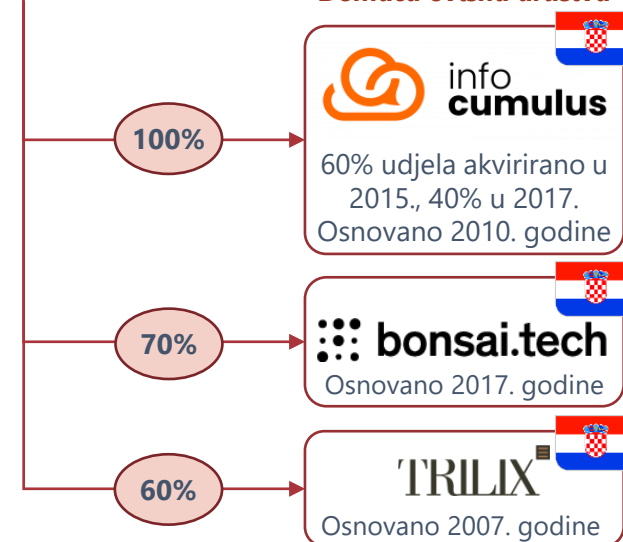 info
cumulus
100%
60% udjela akvirirano u
2015., 40% u 2017.
Osnovano 2010. godine
70%
bonsai.tech
Osnovano 2017. godine
TRILIX
60%
Osnovano 2007. godine